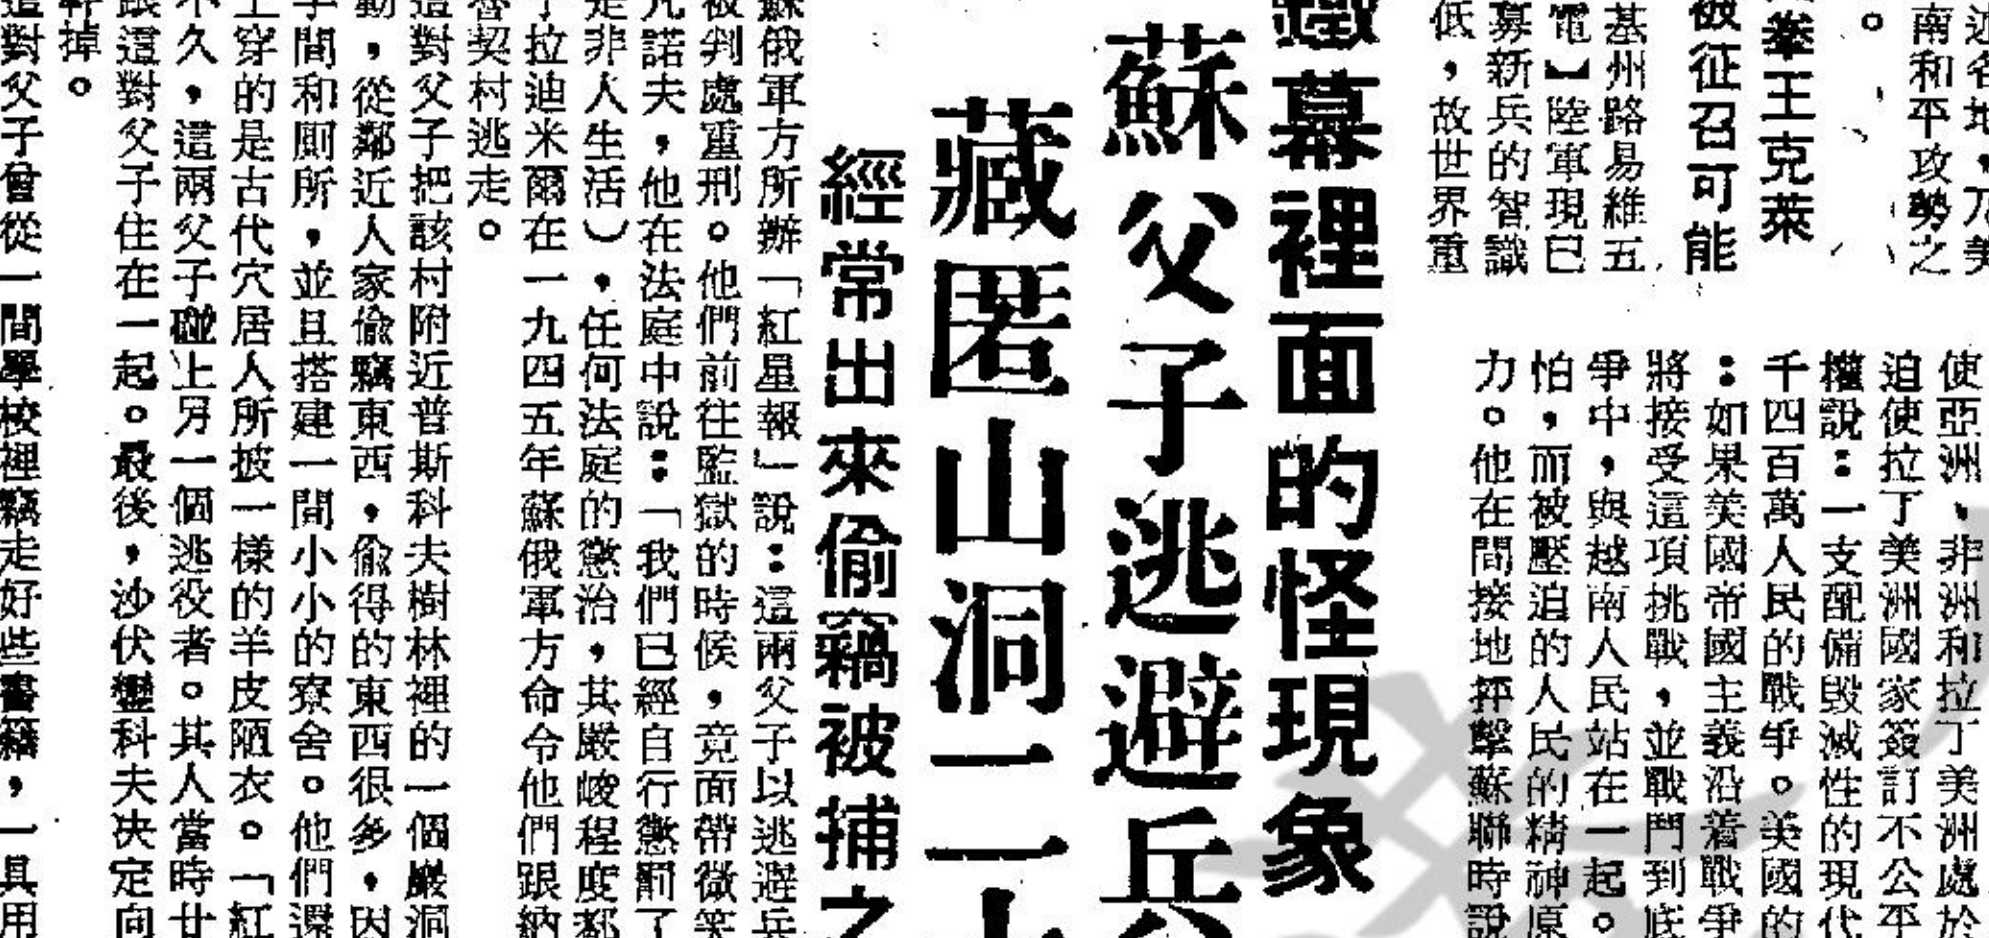 各地，乃美
南和平攻勢之
。
拳王克萊
被征召可能
基州路易維五
電】陸軍現已
募新兵的智識
低，故世界重
使亞洲、非洲和拉丁美洲處於
迫使拉丁美洲國家簽訂不公平
權說：一支配備毀滅性的現代
千四百萬人民的戰爭。美國的
：如果美國帝國主義沿着戰爭
將接受這項挑戰，並戰鬥到底
爭中，與越南人民站在一起。
怕，而被壓迫的人民的精神原
力。他在間接地抨擊蘇聯時說
鐵幕裡面的怪現象
蘇父子逃避兵
藏匿山洞二十
經常出來偷竊被捕之
蘇俄軍方所辦「紅星報」說：這兩父子以逃避兵
被判處重刑。他們前往監獄的時候，竟面帶微笑
凡諾夫，他在法庭中說：「我們已經自行懲罰了
是非人生活），任何法庭的懲治，其嚴峻程度都
拉迪米爾在一九四五年蘇俄軍方命令他們跟納
魯契村逃走。
這對父子把該村附近普斯科夫樹林裡的一個巖洞
動，從鄰近人家偷竊東西，偷得的東西很多，因
間和厠所，並且搭建一間小小的寮舍。他們還
上穿的是古代穴居人所披一樣的羊皮陋衣。「紅
不久，這兩父子碰上另一個逃役者。其人當時廿
跟這對父子住在一起。最後，沙伏與科夫决定向
幹掉。
這對父子曾從一間學校裡竊走好些書籍，一具用